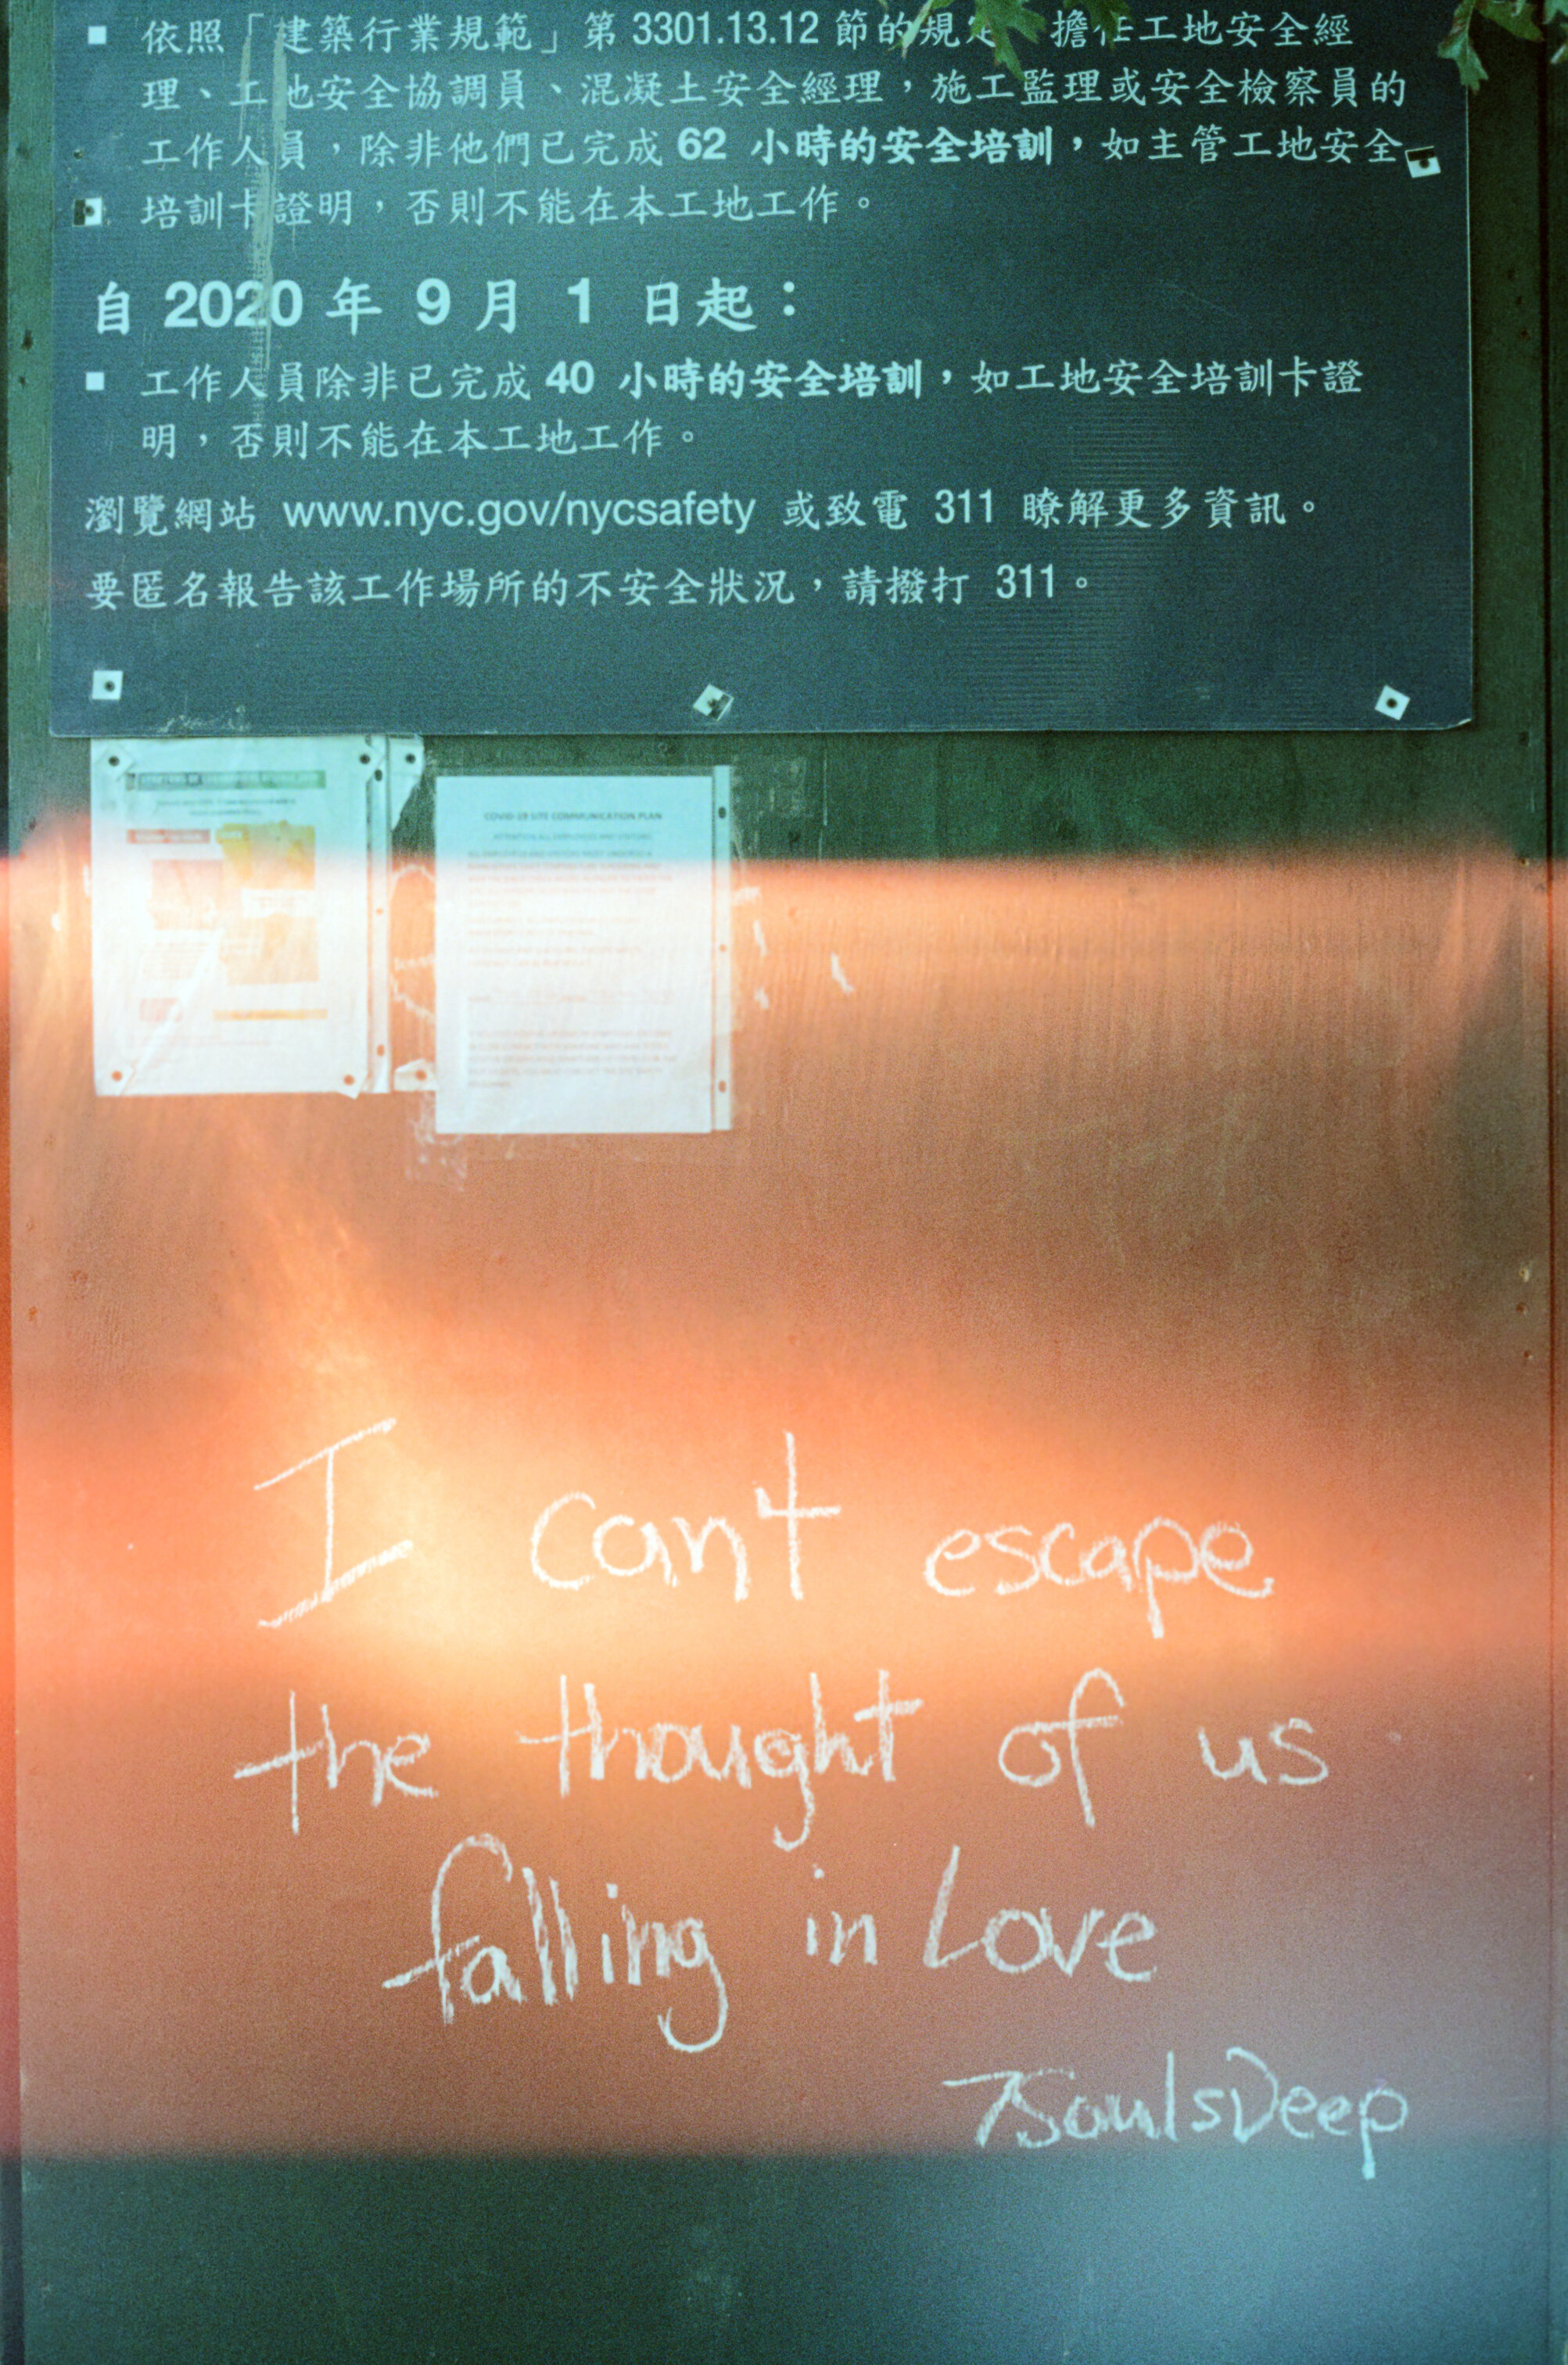 ▪ 依照「建築行業規範」第 3301.13.12 節的規定，擔任工地安全經
理、工地安全協調員、混凝土安全經理，施工監理或安全檢察員的
工作人員，除非他們已完成 62 小時的安全培訓，如主管工地安全
培訓卡證明，否則不能在本工地工作。
自 2020 年 9 月 1 日起：
▪ 工作人員除非已完成 40 小時的安全培訓，如工地安全培訓卡證
明，否則不能在本工地工作。
瀏覽網站 www.nyc.gov/nycsafety 或致電 311 瞭解更多資訊。
要匿名報告該工作場所的不安全狀況，請撥打 311。
COVID-19 SITE COMMUNICATION PLAN
ATTENTION ALL EMPLOYEES AND VISITORS
I can't escape
the thought of us
falling in Love
7SoulsDeep